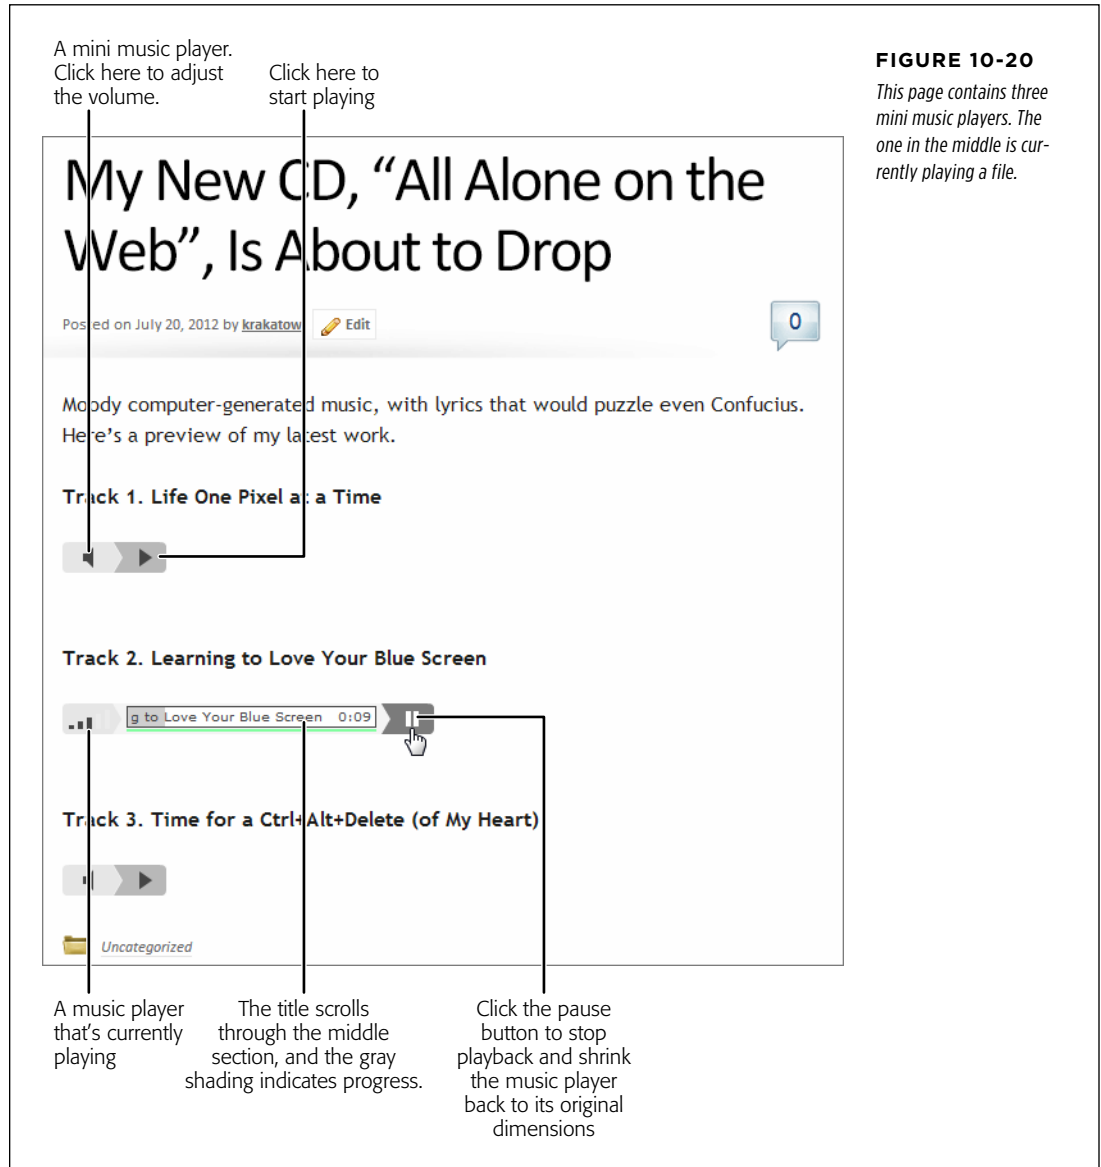 A mini music player.
Click here to adjust
the volume.
Click here to
start playing
FIGURE 10-20
This page contains three
mini music players. The
one in the middle is cur-
rently playing a file.
My New CD, “All Alone on the
Web”, Is About to Drop
Posted on July 20, 2012 by krakatow
Edit
0
Moody computer-generated music, with lyrics that would puzzle even Confucius.
Here’s a preview of my latest work.
Track 1. Life One Pixel at a Time
Track 2. Learning to Love Your Blue Screen
g to Love Your Blue Screen 0:09
Track 3. Time for a Ctrl+Alt+Delete (of My Heart)
Uncategorized
A music player
that’s currently
playing
The title scrolls
through the middle
section, and the gray
shading indicates progress.
Click the pause
button to stop
playback and shrink
the music player
back to its original
dimensions